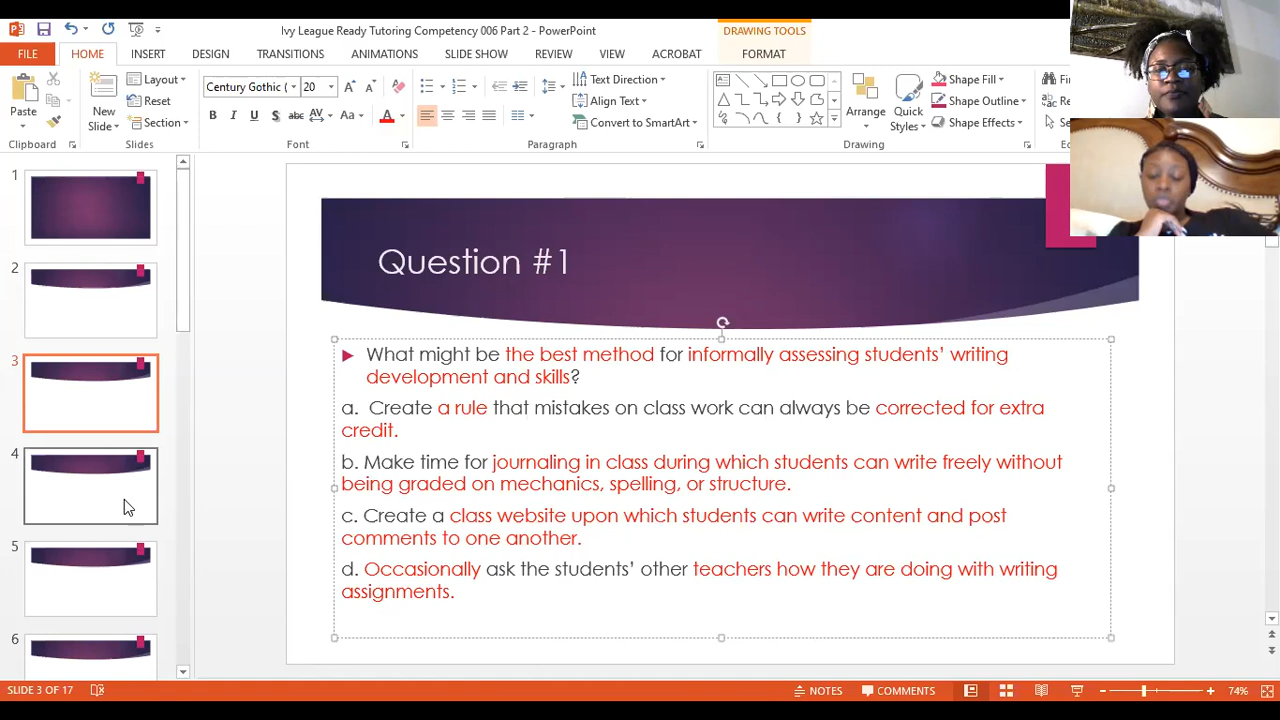 Ivy League Ready Tutoring Competency 006 Part 2 - PowerPoint
DRAWING TOOLS
FILE HOME INSERT DESIGN TRANSITIONS ANIMATIONS SLIDE SHOW REVIEW VIEW ACROBAT FORMAT
Paste
New
Slide
Layout
Reset
Section
Century Gothic (
20
Text Direction
Align Text
Convert to SmartArt
Arrange
Quick
Styles
Shape Fill
Shape Outline
Shape Effects
Clipboard Slides Font Paragraph Drawing
1
2
3
4
5
6
Question #1
What might be the best method for informally assessing students' writing
development and skills?
a. Create a rule that mistakes on class work can always be corrected for extra
credit.
b. Make time for journaling in class during which students can write freely without
being graded on mechanics, spelling, or structure.
c. Create a class website upon which students can write content and post
comments to one another.
d. Occasionally ask the students' other teachers how they are doing with writing
assignments.
SLIDE 3 OF 17
NOTES
COMMENTS
74%